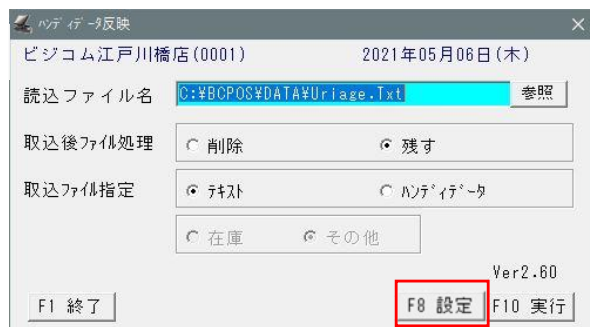 ハンディデータ反映
ビジコム江戸川橋店(0001) 2021年05月06日(木)
読込ファイル名 C:¥BCPOS¥DATA¥Uriage.Txt 参照
取込後ファイル処理 削除 残す
取込ファイル指定 テキスト ハンディデータ
在庫 その他
Ver2.60
F1 終了 F8 設定 F10 実行